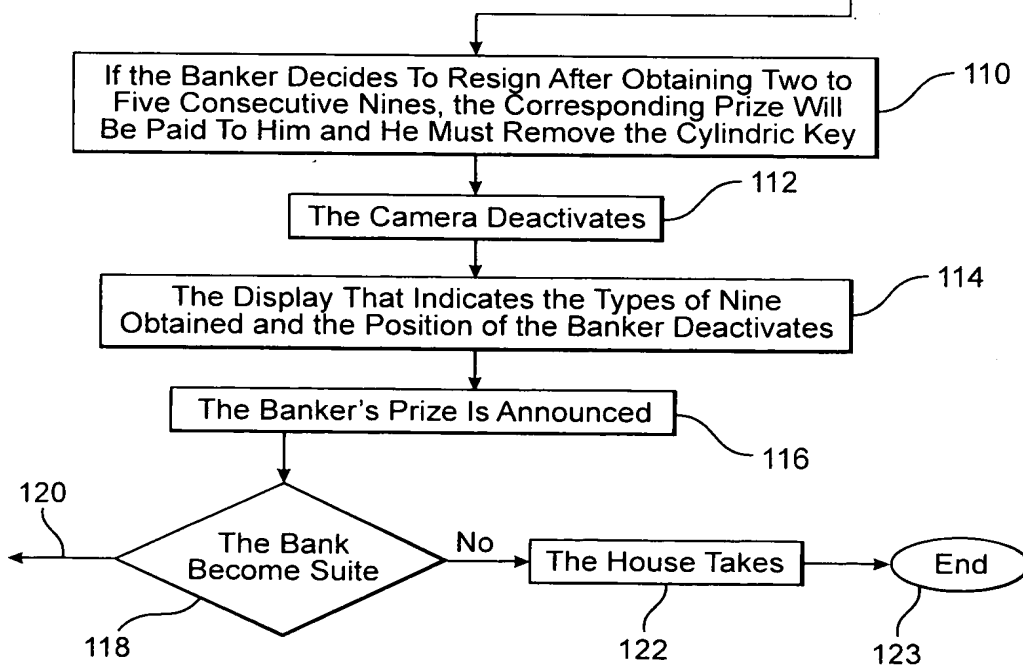 If the Banker Decides To Resign After Obtaining Two to
Five Consecutive Nines, the Corresponding Prize Will
Be Paid To Him and He Must Remove the Cylindric Key
110
The Camera Deactivates
112
The Display That Indicates the Types of Nine
Obtained and the Position of the Banker Deactivates
114
The Banker's Prize Is Announced
116
120
The Bank
Become Suite
118
No
The House Takes
122
End
123